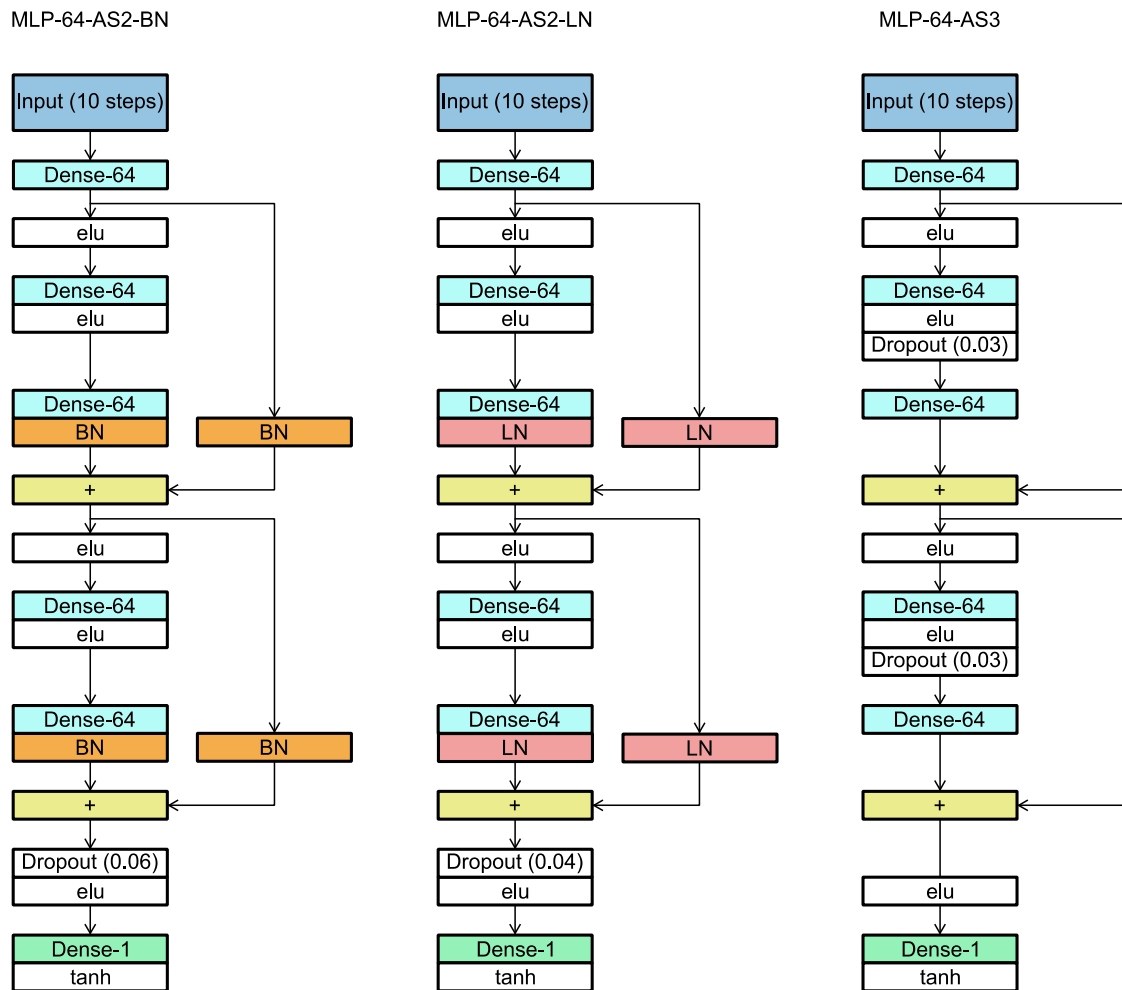 MLP-64-AS2-BN
Input (10 steps)
Dense-64
elu
Dense-64
elu
Dense-64
BN
BN
+
elu
Dense-64
elu
Dense-64
BN
BN
+
Dropout (0.06)
elu
Dense-1
tanh
MLP-64-AS2-LN
Input (10 steps)
Dense-64
elu
Dense-64
elu
Dense-64
LN
LN
+
elu
Dense-64
elu
Dense-64
LN
LN
+
Dropout (0.04)
elu
Dense-1
tanh
MLP-64-AS3
Input (10 steps)
Dense-64
elu
Dense-64
elu
Dropout (0.03)
Dense-64
+
elu
Dense-64
elu
Dropout (0.03)
Dense-64
+
elu
Dense-1
tanh